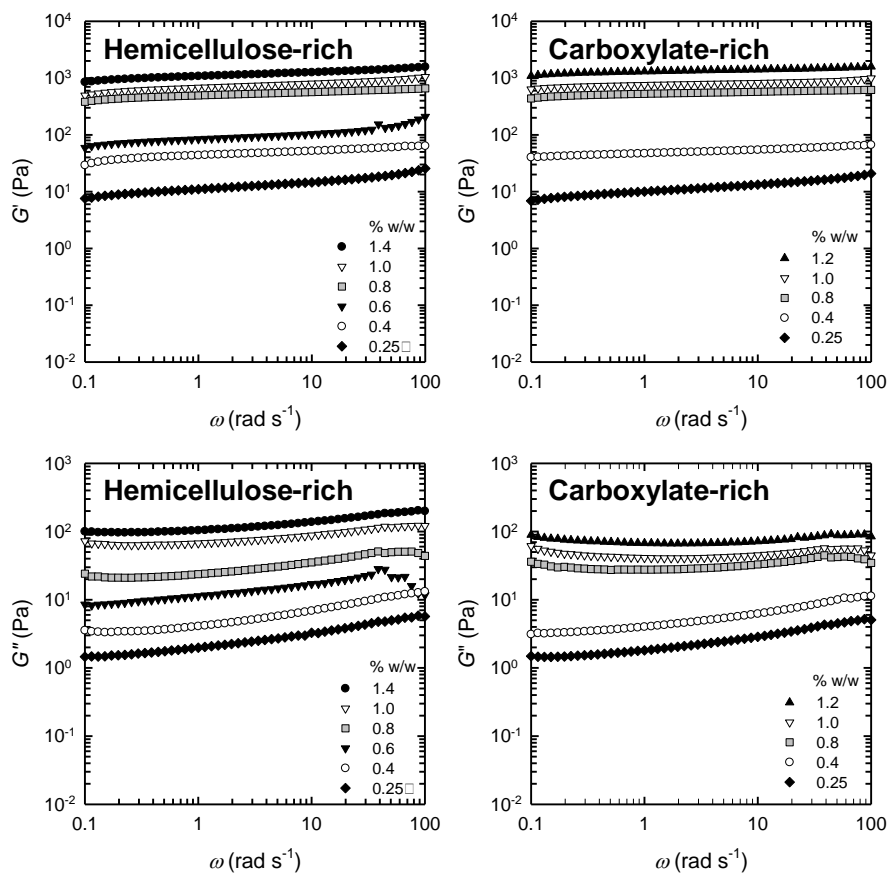 Hemicellulose-rich
10⁴
10³
10²
10¹
10⁰
10⁻¹
10⁻²
G' (Pa)
% w/w
1.4
1.0
0.8
0.6
0.4
0.25□
0.1 1 10 100
ω (rad s⁻¹)
Carboxylate-rich
10⁴
10³
10²
10¹
10⁰
10⁻¹
10⁻²
G' (Pa)
% w/w
1.2
1.0
0.8
0.4
0.25
0.1 1 10 100
ω (rad s⁻¹)
Hemicellulose-rich
10³
10²
10¹
10⁰
10⁻¹
10⁻²
G" (Pa)
% w/w
1.4
1.0
0.8
0.6
0.4
0.25□
0.1 1 10 100
ω (rad s⁻¹)
Carboxylate-rich
10³
10²
10¹
10⁰
10⁻¹
10⁻²
G" (Pa)
% w/w
1.2
1.0
0.8
0.4
0.25
0.1 1 10 100
ω (rad s⁻¹)